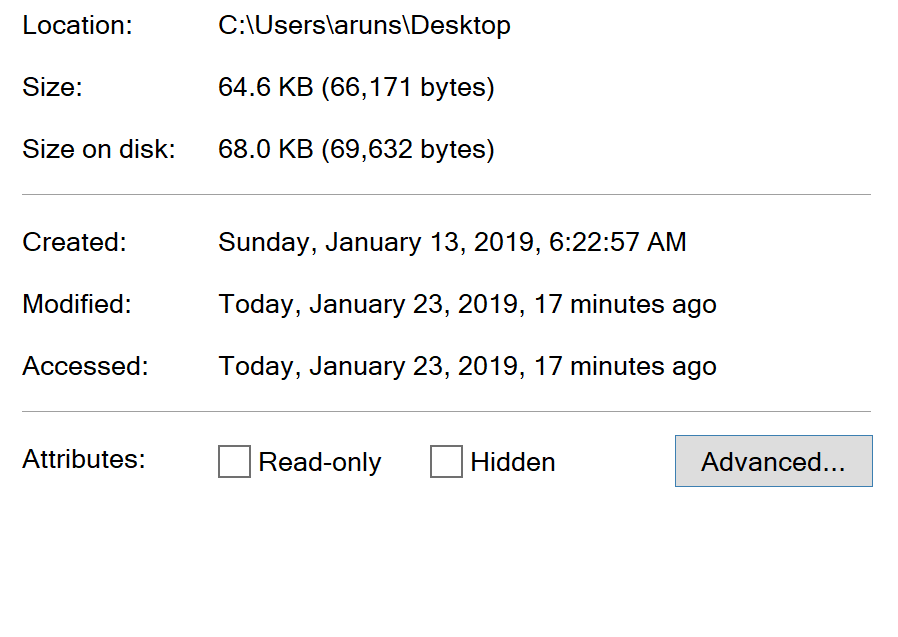 Location: C:\Users\aruns\Desktop
Size: 64.6 KB (66,171 bytes)
Size on disk: 68.0 KB (69,632 bytes)
Created: Sunday, January 13, 2019, 6:22:57 AM
Modified: Today, January 23, 2019, 17 minutes ago
Accessed: Today, January 23, 2019, 17 minutes ago
Attributes: Read-only Hidden Advanced...